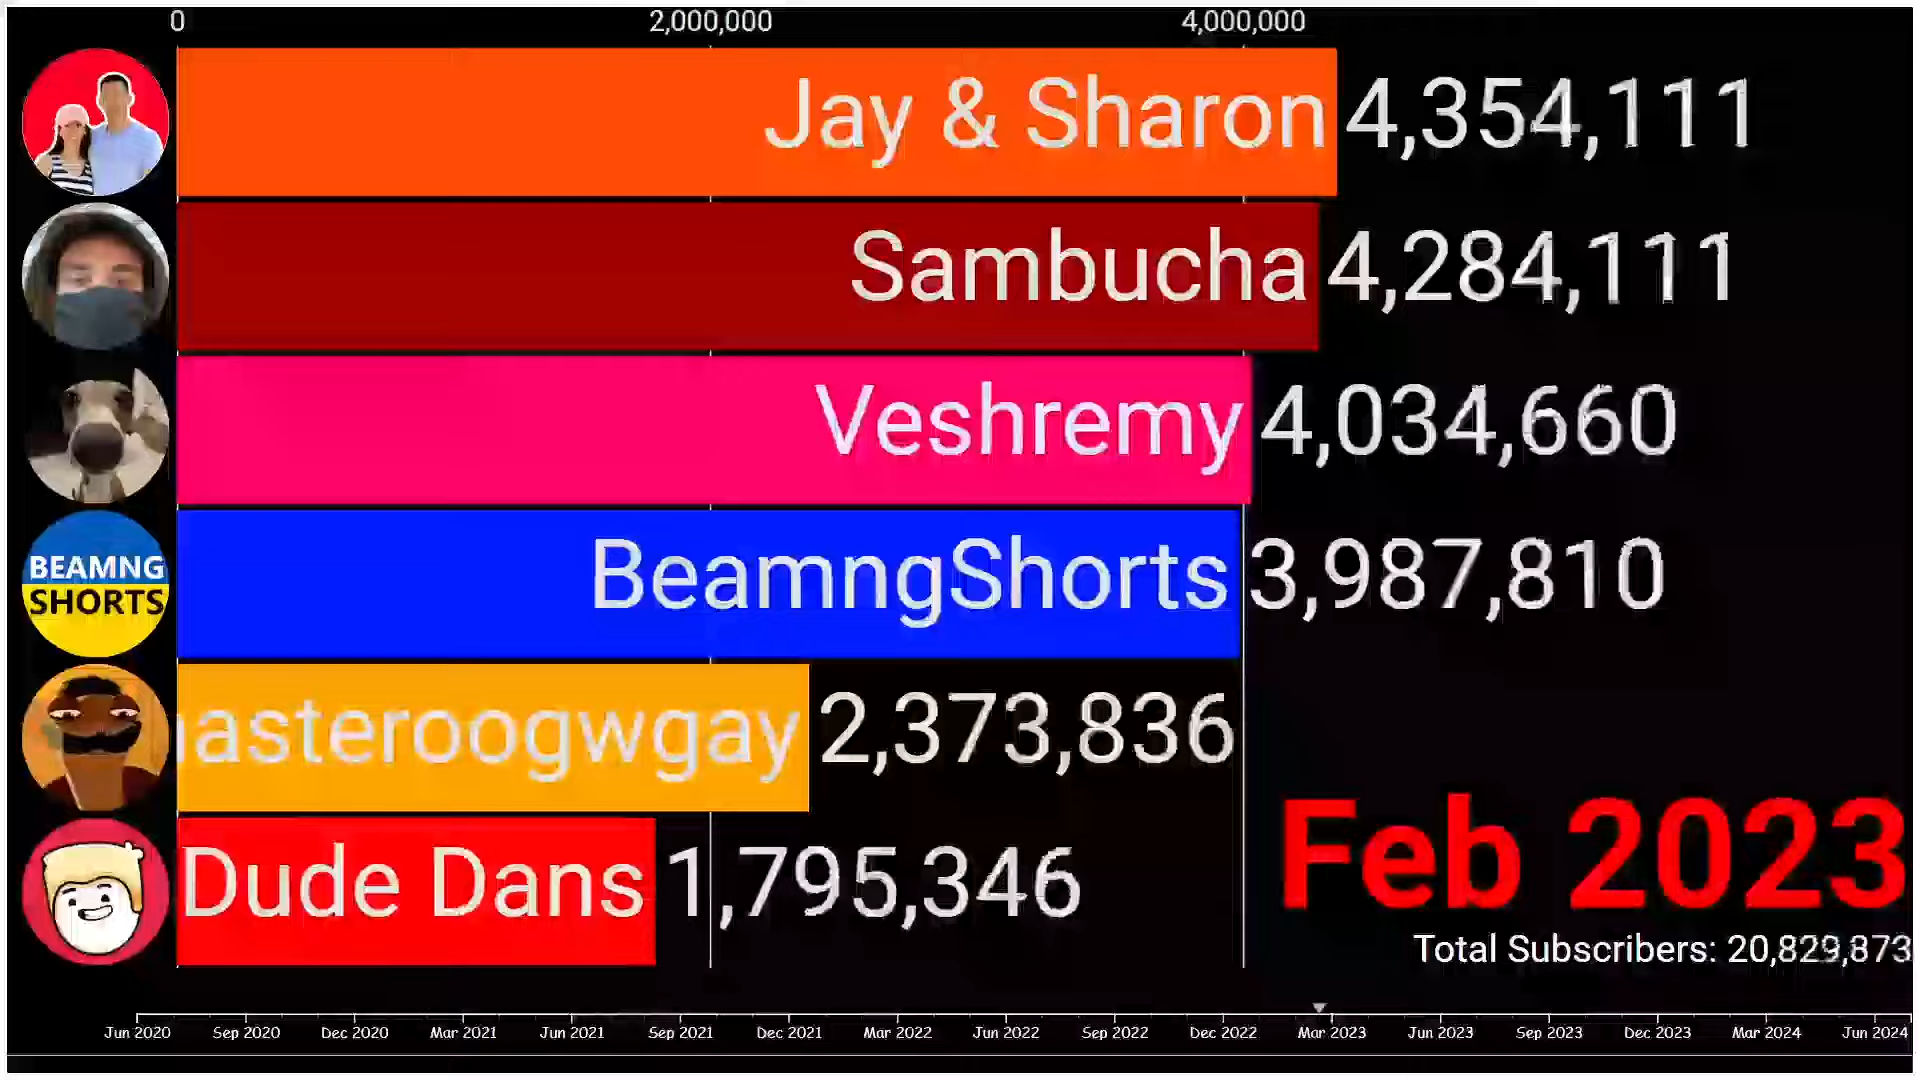 0 2,000,000 4,000,000
Jay & Sharon 4,354,111
Sambucha 4,284,111
Veshremy 4,034,660
BEAMNG
SHORTS
BeamngShorts 3,987,810
asteroogwgay 2,373,836
Dude Dans 1,795,346
Feb 2023
Total Subscribers: 20,829,873
Jun 2020 Sep 2020 Dec 2020 Mar 2021 Jun 2021 Sep 2021 Dec 2021 Mar 2022 Jun 2022 Sep 2022 Dec 2022 Mar 2023 Jun 2023 Sep 2023 Dec 2023 Mar 2024 Jun 2024